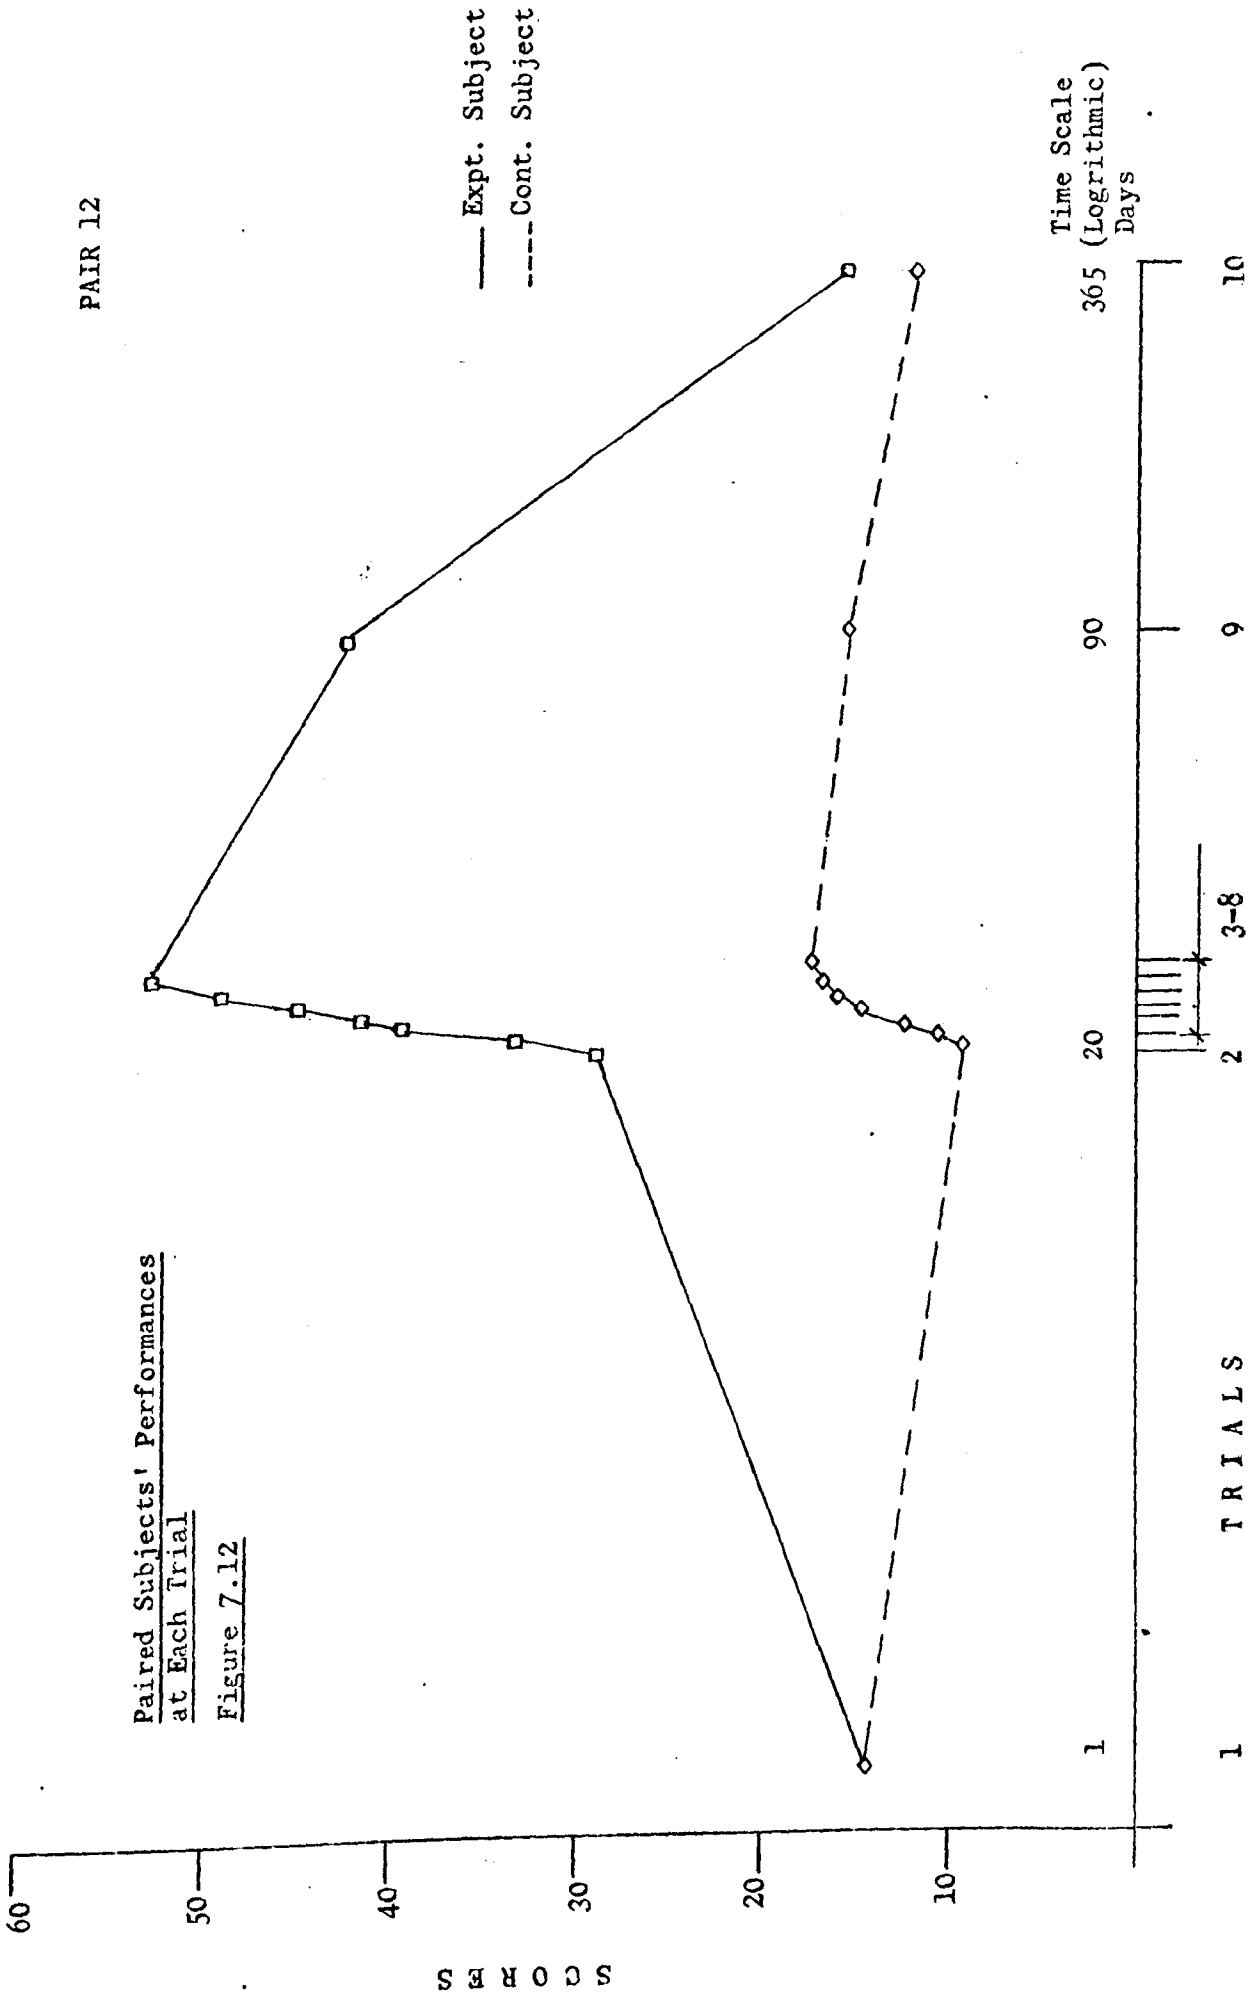 PAIR 12
Paired Subjects' Performances
at Each Trial
Figure 7.12
Expt. Subject
Cont. Subject
60
50
40
30
20
10
SCORES
Time Scale
(Logrithmic)
Days
1
20
90
365
1
2
3-8
9
10
TRIALS